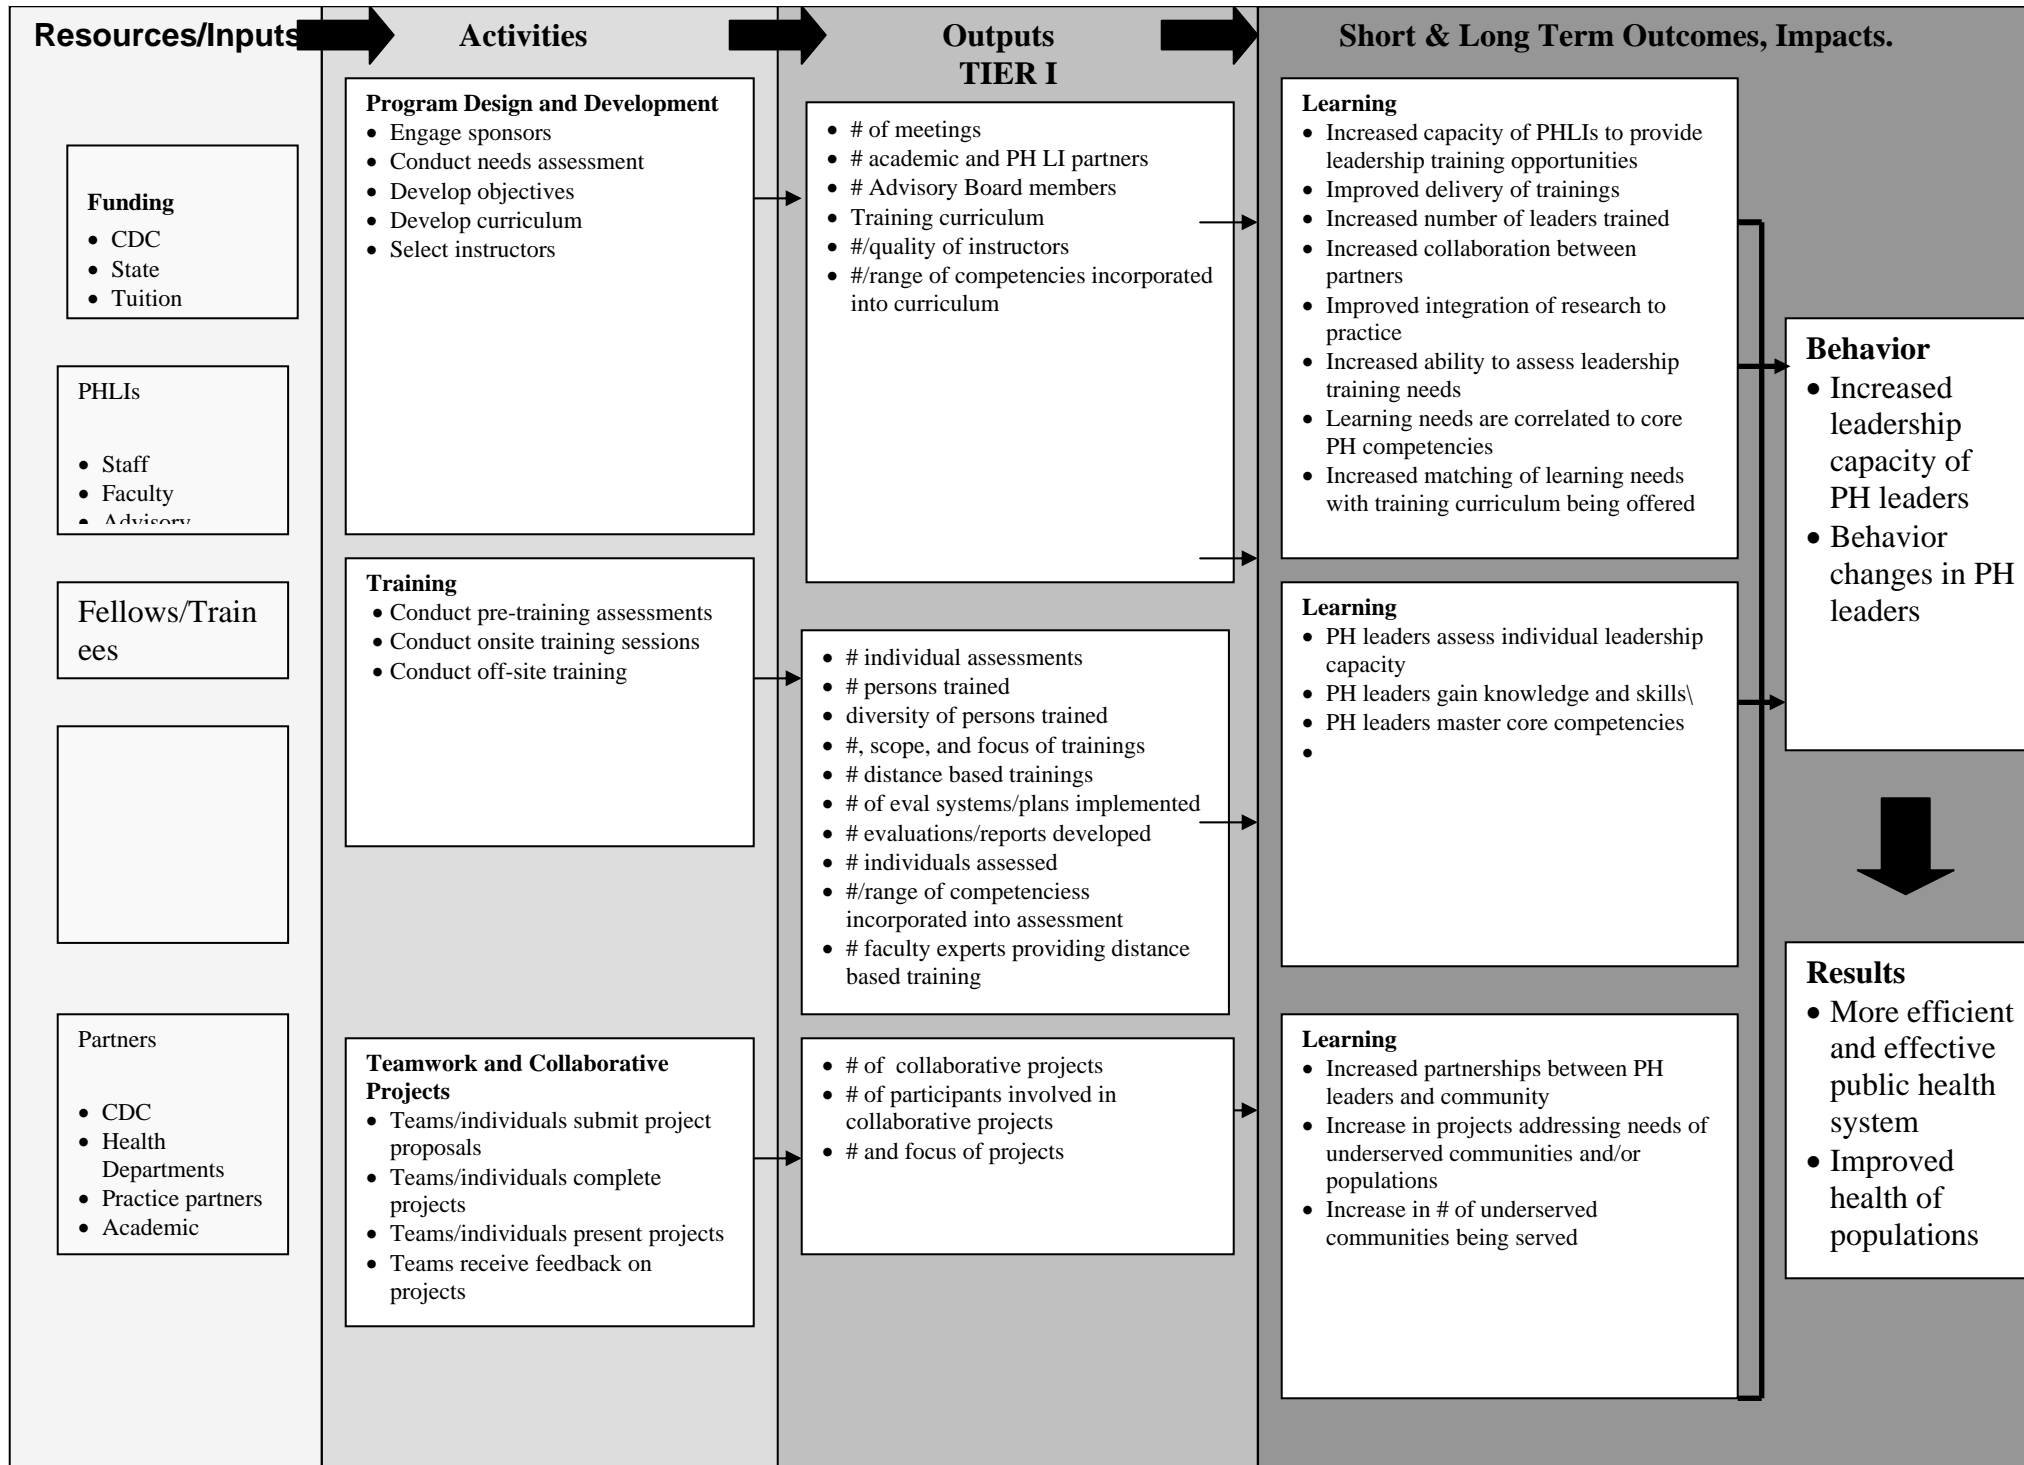 Resources/Inputs
Activities
Outputs
TIER I
Short & Long Term Outcomes, Impacts.
Funding
• CDC
• State
• Tuition
PHLIs
• Staff
• Faculty
• Advisory
Fellows/Train
ees
Partners
• CDC
• Health
Departments
• Practice partners
• Academic
Program Design and Development
• Engage sponsors
• Conduct needs assessment
• Develop objectives
• Develop curriculum
• Select instructors
Training
• Conduct pre-training assessments
• Conduct onsite training sessions
• Conduct off-site training
Teamwork and Collaborative
Projects
• Teams/individuals submit project
proposals
• Teams/individuals complete
projects
• Teams/individuals present projects
• Teams receive feedback on
projects
• # of meetings
• # academic and PH LI partners
• # Advisory Board members
• Training curriculum
• #/quality of instructors
• #/range of competencies incorporated
into curriculum
• # individual assessments
• # persons trained
• diversity of persons trained
• #, scope, and focus of trainings
• # distance based trainings
• # of eval systems/plans implemented
• # evaluations/reports developed
• # individuals assessed
• #/range of competenciess
incorporated into assessment
• # faculty experts providing distance
based training
• # of collaborative projects
• # of participants involved in
collaborative projects
• # and focus of projects
Learning
• Increased capacity of PHLIs to provide
leadership training opportunities
• Improved delivery of trainings
• Increased number of leaders trained
• Increased collaboration between
partners
• Improved integration of research to
practice
• Increased ability to assess leadership
training needs
• Learning needs are correlated to core
PH competencies
• Increased matching of learning needs
with training curriculum being offered
Learning
• PH leaders assess individual leadership
capacity
• PH leaders gain knowledge and skills\
• PH leaders master core competencies
•
Learning
• Increased partnerships between PH
leaders and community
• Increase in projects addressing needs of
underserved communities and/or
populations
• Increase in # of underserved
communities being served
Behavior
• Increased
leadership
capacity of
PH leaders
• Behavior
changes in PH
leaders
Results
• More efficient
and effective
public health
system
• Improved
health of
populations